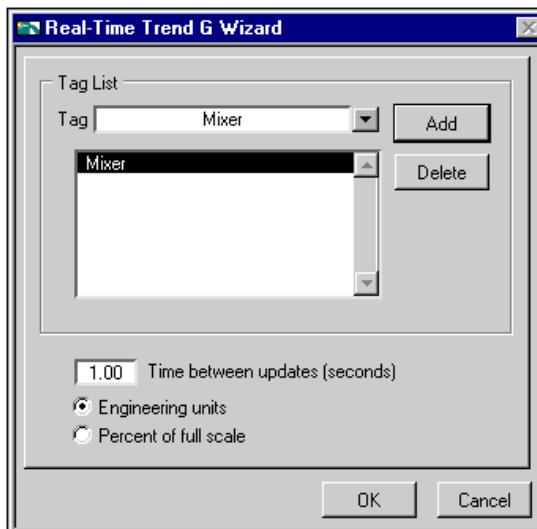 Real-Time Trend G Wizard
Tag List
Tag Mixer Add
Mixer
Delete
1.00 Time between updates (seconds)
Engineering units
Percent of full scale
OK Cancel